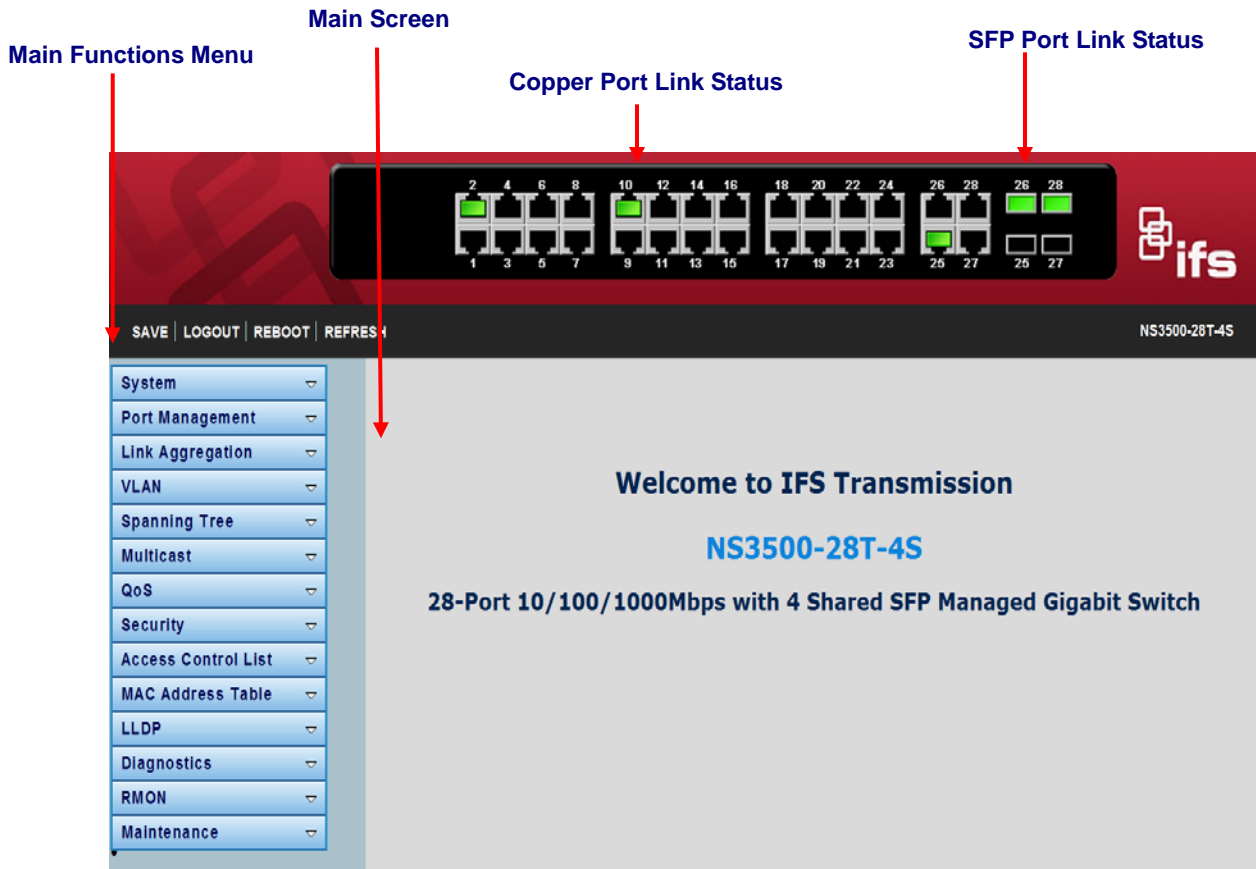 Main Screen
Main Functions Menu
SFP Port Link Status
Copper Port Link Status
2 4 6 8 10 12 14 16 18 20 22 24 26 28 26 28
1 3 5 7 9 11 13 15 17 19 21 23 25 27 25 27
ifs
SAVE | LOGOUT | REBOOT | REFRESH
NS3500-28T-4S
System
Port Management
Link Aggregation
VLAN
Spanning Tree
Multicast
QoS
Security
Access Control List
MAC Address Table
LLDP
Diagnostics
RMON
Maintenance
Welcome to IFS Transmission
NS3500-28T-4S
28-Port 10/100/1000Mbps with 4 Shared SFP Managed Gigabit Switch